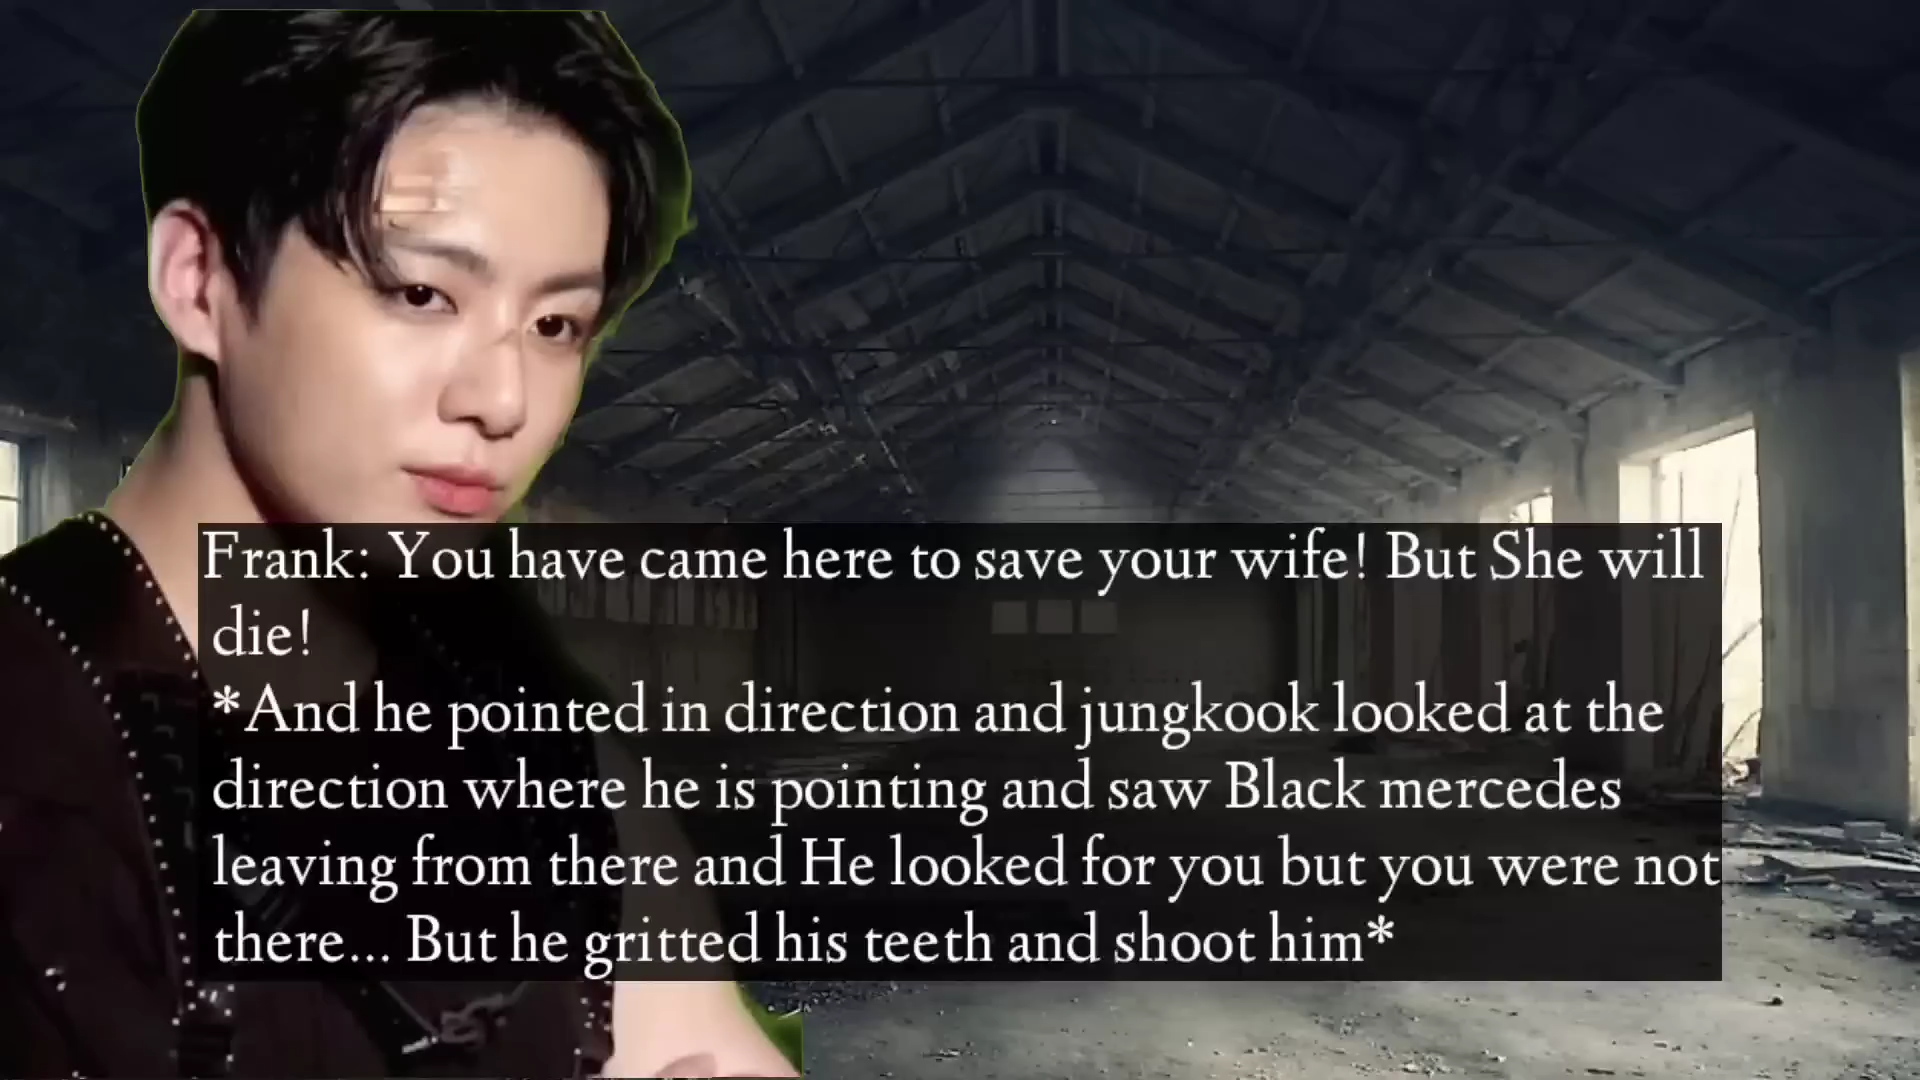 Frank: You have came here to save your wife! But She will
die!
*And he pointed in direction and jungkook looked at the
direction where he is pointing and saw Black mercedes
leaving from there and He looked for you but you were not
there... But he gritted his teeth and shoot him*